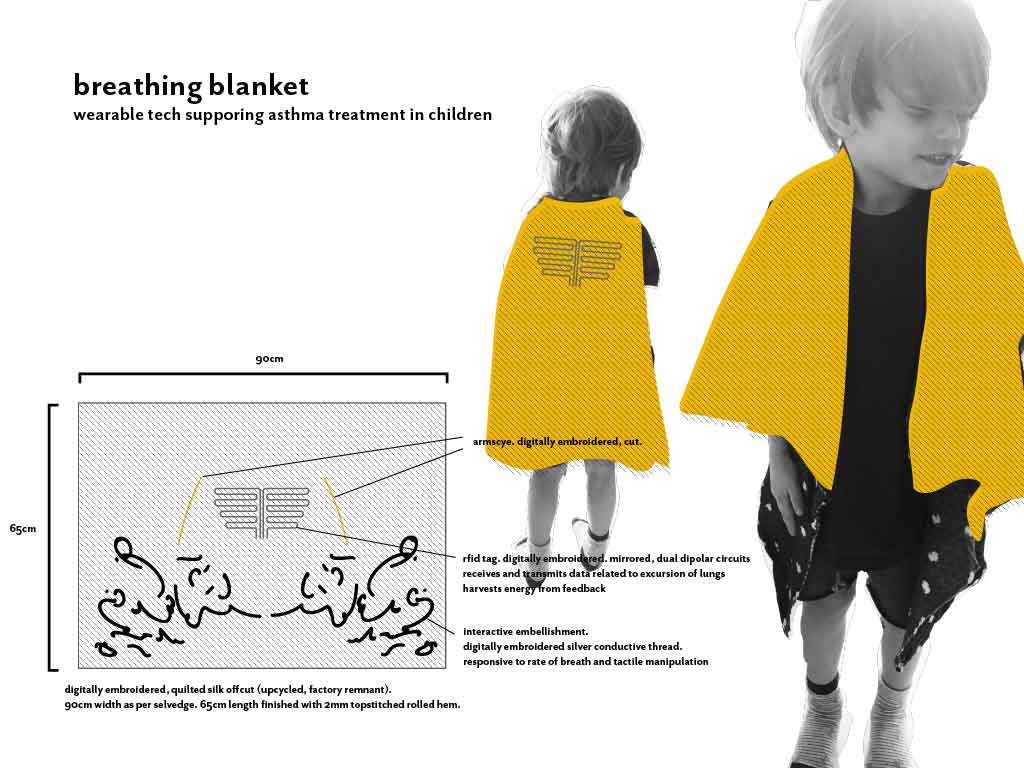 breathing blanket
wearable tech supporing asthma treatment in children
90cm
armscye. digitally embroidered, cut.
65cm
rfid tag. digitally embroidered. mirrored, dual dipolar circuits
receives and transmits data related to excursion of lungs
harvests energy from feedback
interactive embellishment.
digitally embroidered silver conductive thread.
responsive to rate of breath and tactile manipulation
digitally embroidered, quilted silk offcut (upcycled, factory remnant).
90cm width as per selvedge. 65cm length finished with 2mm topstitched rolled hem.